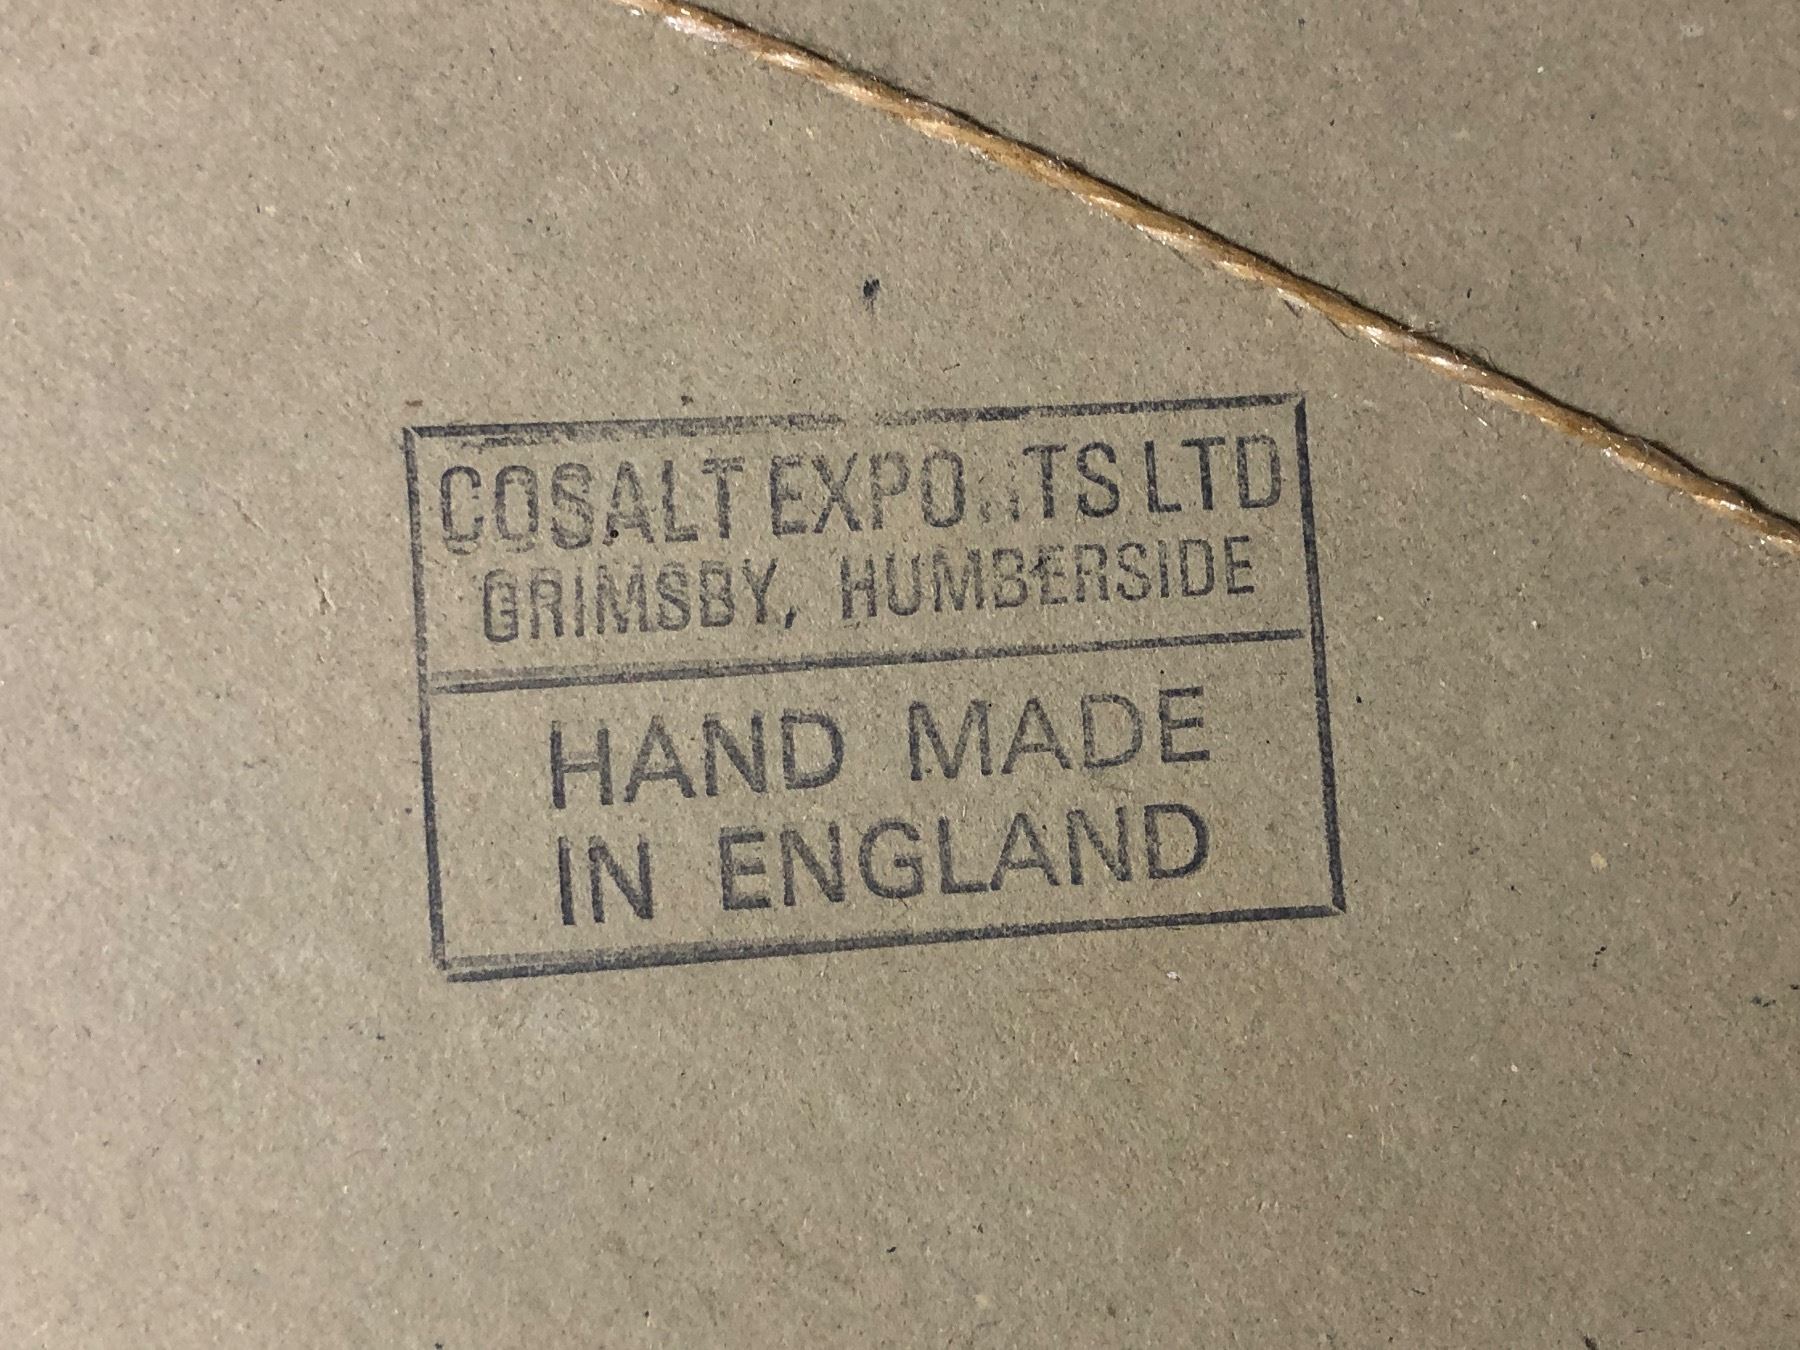 COSALT EXPORTS LTD
GRIMSBY, HUMBERSIDE
HAND MADE
IN ENGLAND